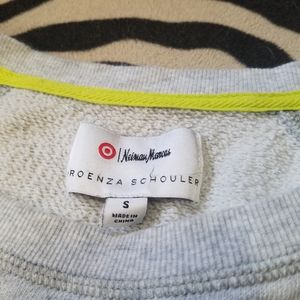 Neiman Marcus
ROENZA SCHOULER
S
MADE IN
CHINA